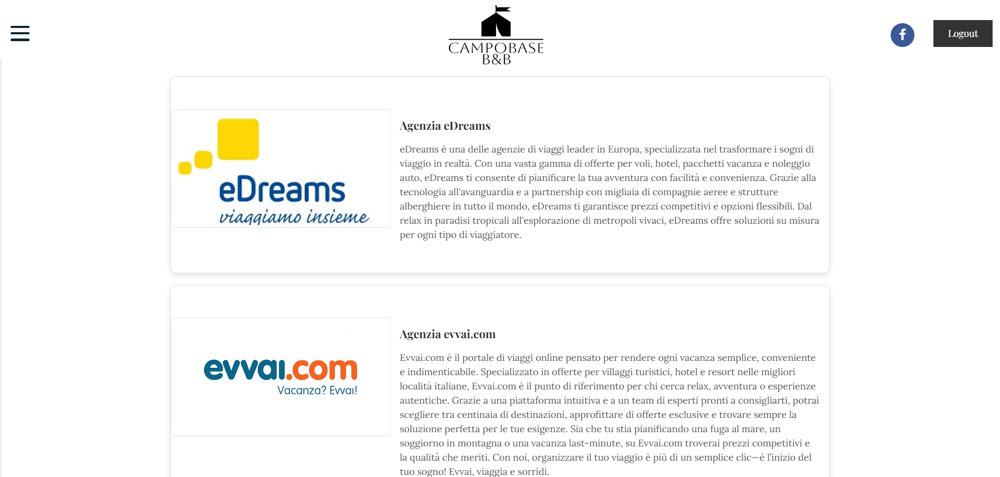 CAMPOBASE
B&B
Logout
eDreams
viaggiamo insieme
Agenzia eDreams
eDreams è una delle agenzie di viaggi leader in Europa, specializzata nel trasformare i sogni di
viaggio in realtà. Con una vasta gamma di offerte per voli, hotel, pacchetti vacanza e noleggio
auto, eDreams ti consente di pianificare la tua avventura con facilità e convenienza. Grazie alla
tecnologia all'avanguardia e a partnership con migliaia di compagnie aeree e strutture
alberghiere in tutto il mondo, eDreams ti garantisce prezzi competitivi e opzioni flessibili. Dal
relax in paradisi tropicali all'esplorazione di metropoli vivaci, eDreams offre soluzioni su misura
per ogni tipo di viaggiatore.
evvai.com
Vacanza? Evvai!
Agenzia evvai.com
Evvai.com è il portale di viaggi online pensato per rendere ogni vacanza semplice, conveniente
e indimenticabile. Specializzato in offerte per villaggi turistici, hotel e resort nelle migliori
località italiane, Evvai.com è il punto di riferimento per chi cerca relax, avventura o esperienze
autentiche. Grazie a una piattaforma intuitiva e a un team di esperti pronti a consigliarti, potrai
scegliere tra centinaia di destinazioni, approfittare di offerte esclusive e trovare sempre la
soluzione perfetta per le tue esigenze. Sia che tu stia pianificando una fuga al mare, un
soggiorno in montagna o una vacanza last-minute, su Evvai.com troverai prezzi competitivi e
la qualità che meriti. Con noi, organizzare il tuo viaggio è più di un semplice clic—è l’inizio del
tuo sogno! Evvai, viaggia e sorridi.